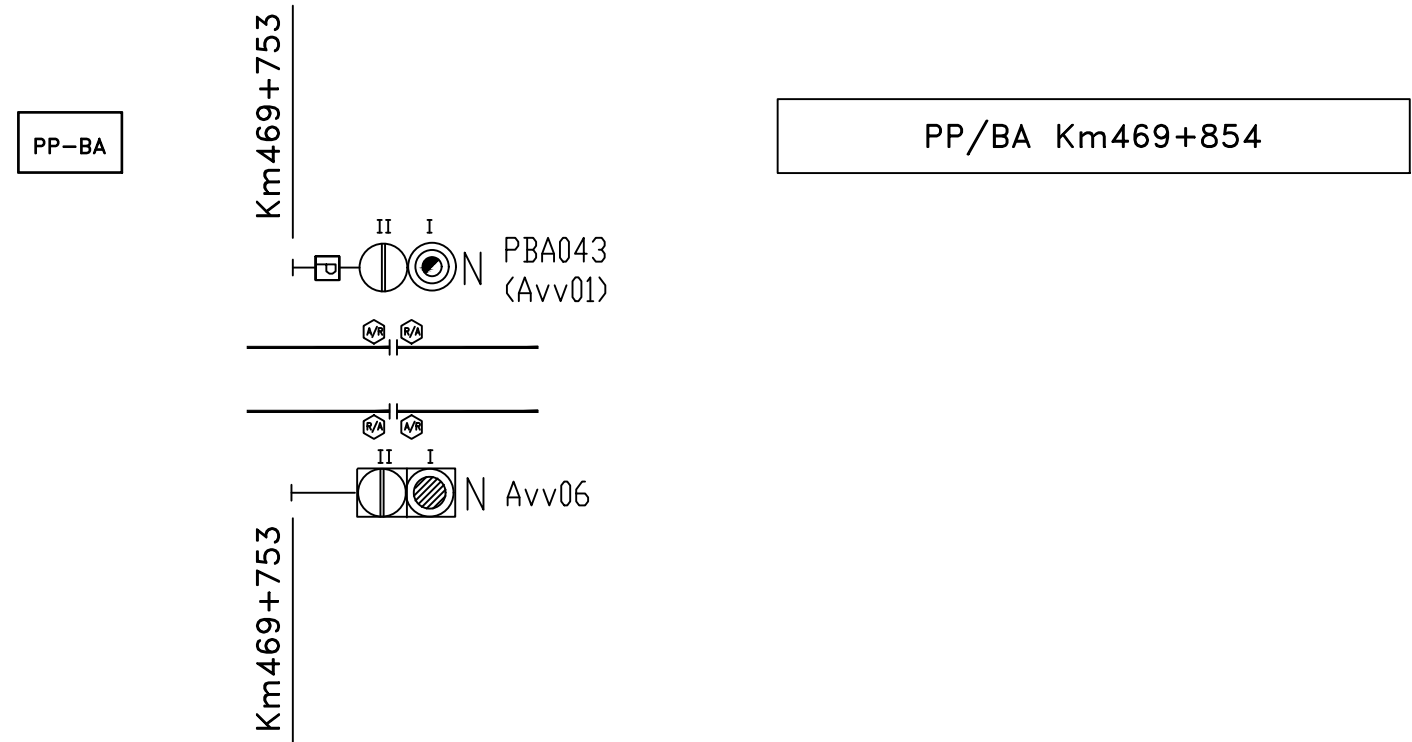 Km469+753
PP-BA
PP/BA Km469+854
II I
P
N
PBA043
(Avv01)
A/R R/A
R/A A/R
II I
N Avv06
Km469+753